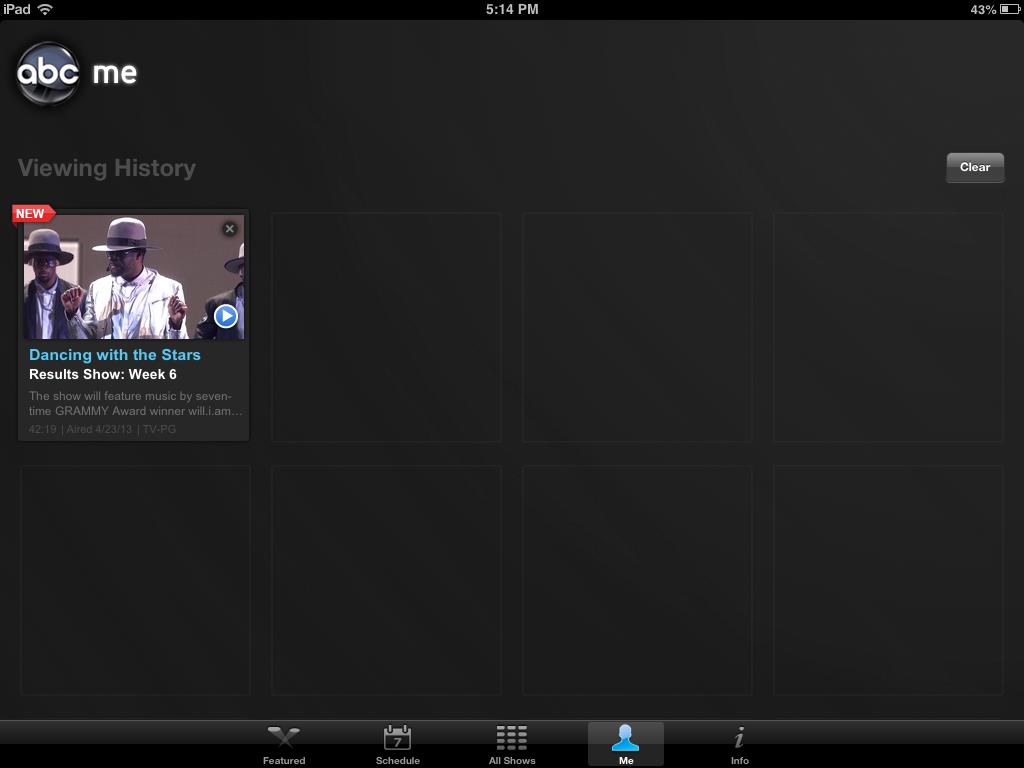 iPad 5:14 PM 43%
abc me
Viewing History
Clear
NEW
Dancing with the Stars
Results Show: Week 6
The show will feature music by seven-
time GRAMMY Award winner will.i.am...
42:19 | Aired 4/23/13 | TV-PG
7
i
Featured Schedule All Shows Me Info